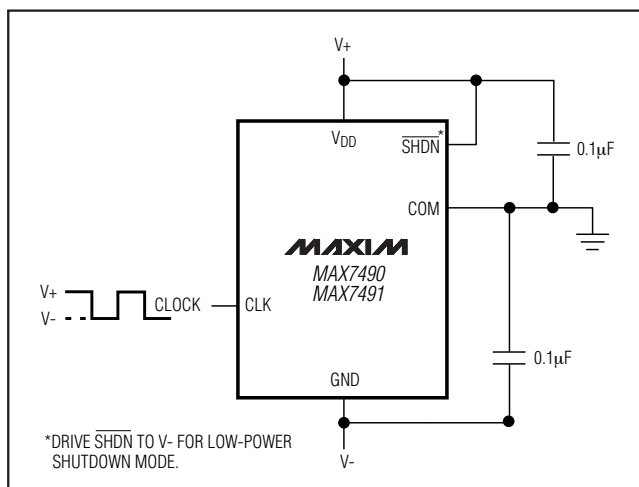 V+
VDD
SHDN*
0.1µF
COM
MAXIM
MAX7490
MAX7491
V+
V-
CLOCK
CLK
0.1µF
GND
V-
*DRIVE SHDN TO V- FOR LOW-POWER
SHUTDOWN MODE.